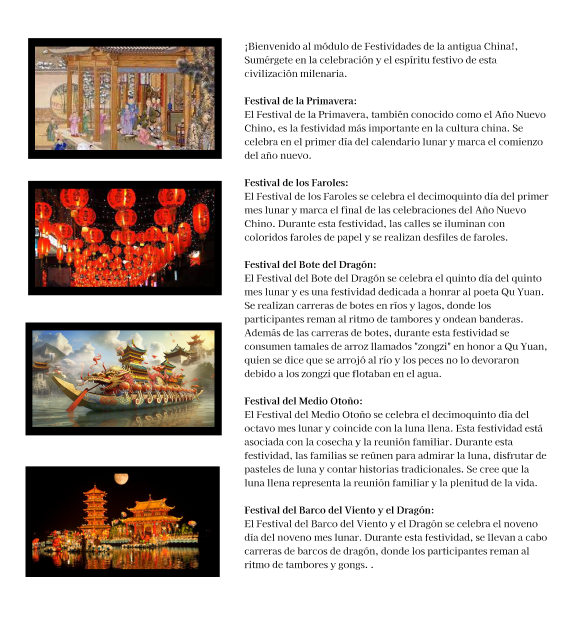 ¡Bienvenido al módulo de Festividades de la antigua China!,
Sumérgete en la celebración y el espíritu festivo de esta
civilización milenaria.
Festival de la Primavera:
El Festival de la Primavera, también conocido como el Año Nuevo
Chino, es la festividad más importante en la cultura china. Se
celebra en el primer día del calendario lunar y marca el comienzo
del año nuevo.
Festival de los Faroles:
El Festival de los Faroles se celebra el decimoquinto día del primer
mes lunar y marca el final de las celebraciones del Año Nuevo
Chino. Durante esta festividad, las calles se iluminan con
coloridos faroles de papel y se realizan desfiles de faroles.
Festival del Bote del Dragón:
El Festival del Bote del Dragón se celebra el quinto día del quinto
mes lunar y es una festividad dedicada a honrar al poeta Qu Yuan.
Se realizan carreras de botes en ríos y lagos, donde los
participantes reman al ritmo de tambores y ondean banderas.
Además de las carreras de botes, durante esta festividad se
consumen tamales de arroz llamados "zongzi" en honor a Qu Yuan,
quien se dice que se arrojó al río y los peces no lo devoraron
debido a los zongzi que flotaban en el agua.
Festival del Medio Otoño:
El Festival del Medio Otoño se celebra el decimoquinto día del
octavo mes lunar y coincide con la luna llena. Esta festividad está
asociada con la cosecha y la reunión familiar. Durante esta
festividad, las familias se reúnen para admirar la luna, disfrutar de
pasteles de luna y contar historias tradicionales. Se cree que la
luna llena representa la reunión familiar y la plenitud de la vida.
Festival del Barco del Viento y el Dragón:
El Festival del Barco del Viento y el Dragón se celebra el noveno
día del noveno mes lunar. Durante esta festividad, se llevan a cabo
carreras de barcos de dragón, donde los participantes reman al
ritmo de tambores y gongs. .